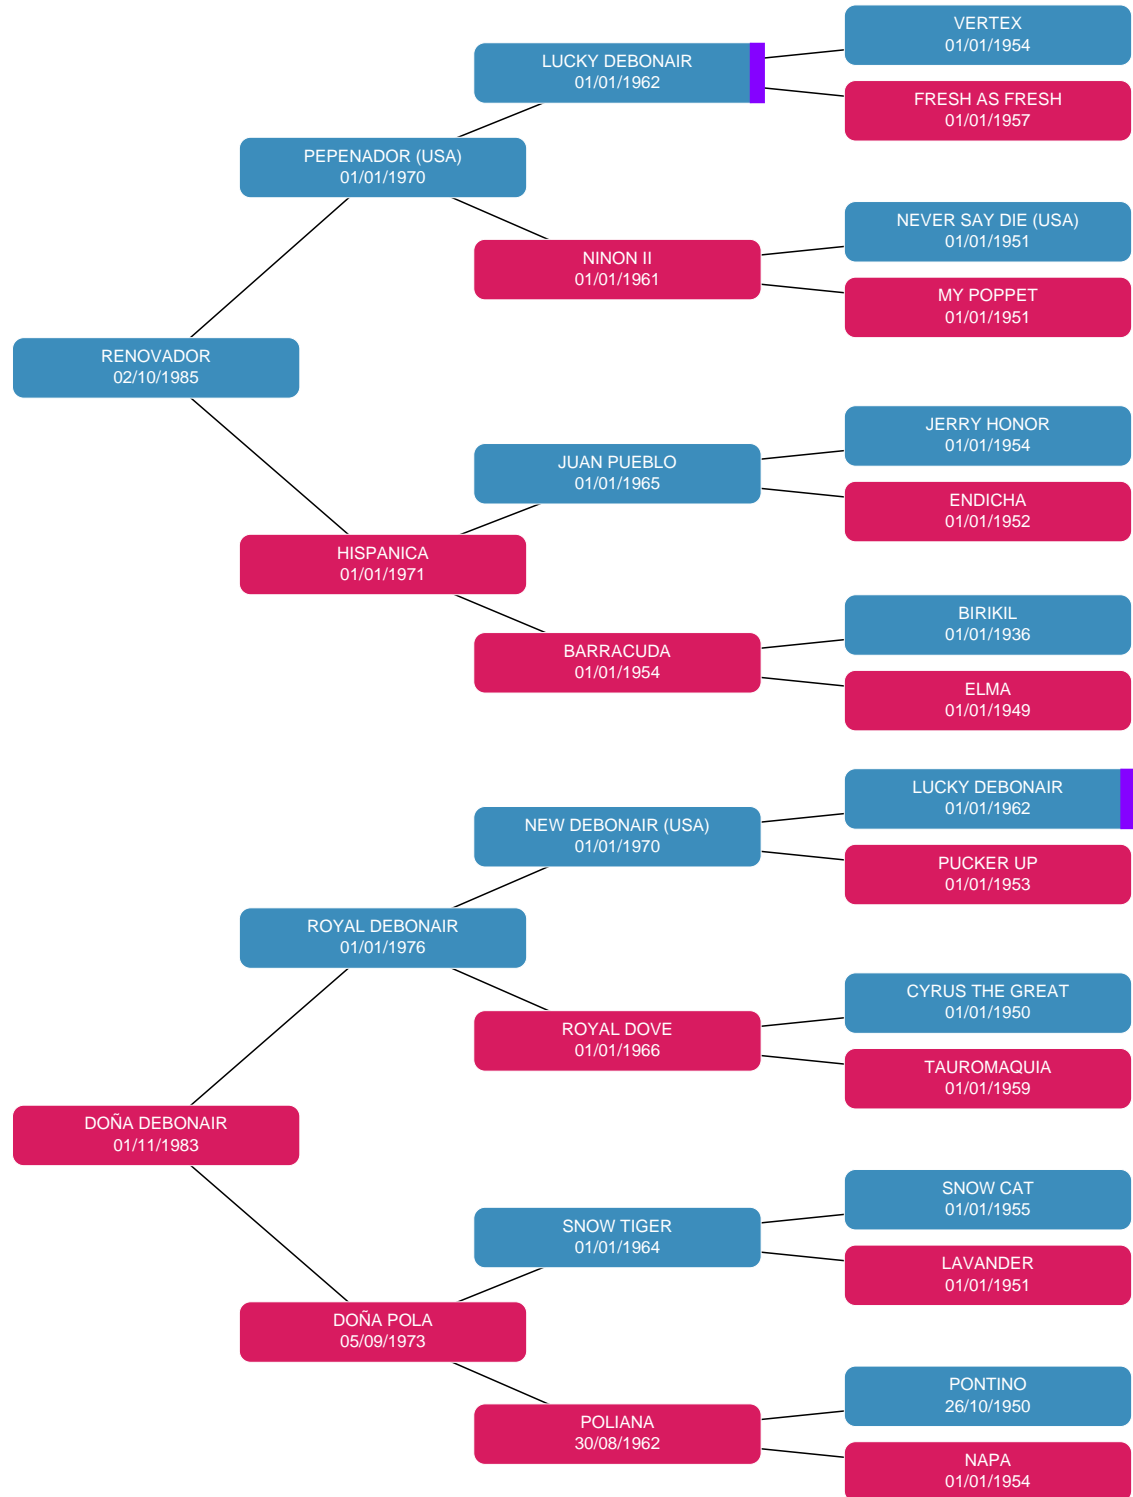 VERTEX
01/01/1954
LUCKY DEBONAIR
01/01/1962
FRESH AS FRESH
01/01/1957
PEPENADOR (USA)
01/01/1970
NEVER SAY DIE (USA)
01/01/1951
NINON II
01/01/1961
MY POPPET
01/01/1951
RENOVADOR
02/10/1985
JERRY HONOR
01/01/1954
JUAN PUEBLO
01/01/1965
ENDICHA
01/01/1952
HISPANICA
01/01/1971
BIRIKIL
01/01/1936
BARRACUDA
01/01/1954
ELMA
01/01/1949
LUCKY DEBONAIR
01/01/1962
NEW DEBONAIR (USA)
01/01/1970
PUCKER UP
01/01/1953
ROYAL DEBONAIR
01/01/1976
CYRUS THE GREAT
01/01/1950
ROYAL DOVE
01/01/1966
TAUROMAQUIA
01/01/1959
DOÑA DEBONAIR
01/11/1983
SNOW CAT
01/01/1955
SNOW TIGER
01/01/1964
LAVANDER
01/01/1951
DOÑA POLA
05/09/1973
PONTINO
26/10/1950
POLIANA
30/08/1962
NAPA
01/01/1954